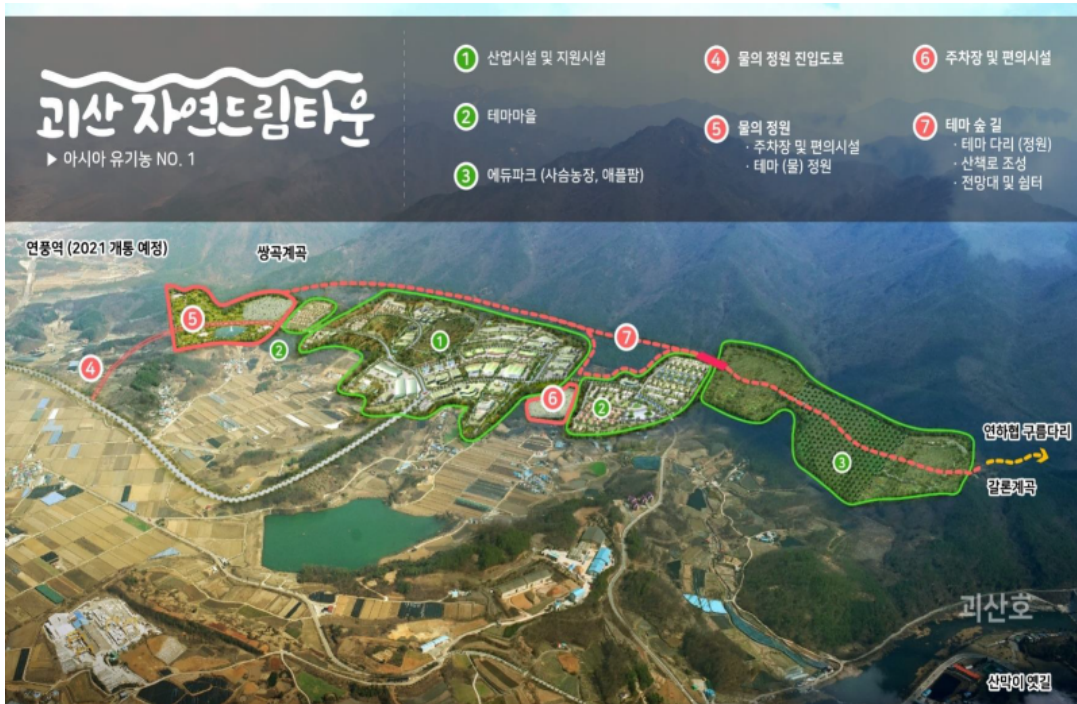 괴산 자연드림타운
▶ 아시아 유기농 NO. 1
1 산업시설 및 지원시설
2 테마마을
3 에듀파크 (사슴농장, 애플팜)
4 물의 정원 진입도로
5 물의 정원
· 주차장 및 편의시설
· 테마 (물) 정원
6 주차장 및 편의시설
7 테마 숲 길
· 테마 다리 (정원)
· 산책로 조성
· 전망대 및 쉼터
연풍역 (2021 개통 예정)
쌍곡계곡
5
4
2
1
7
6
2
3
연하협 구름다리
갈론계곡
괴산호
산막이 옛길